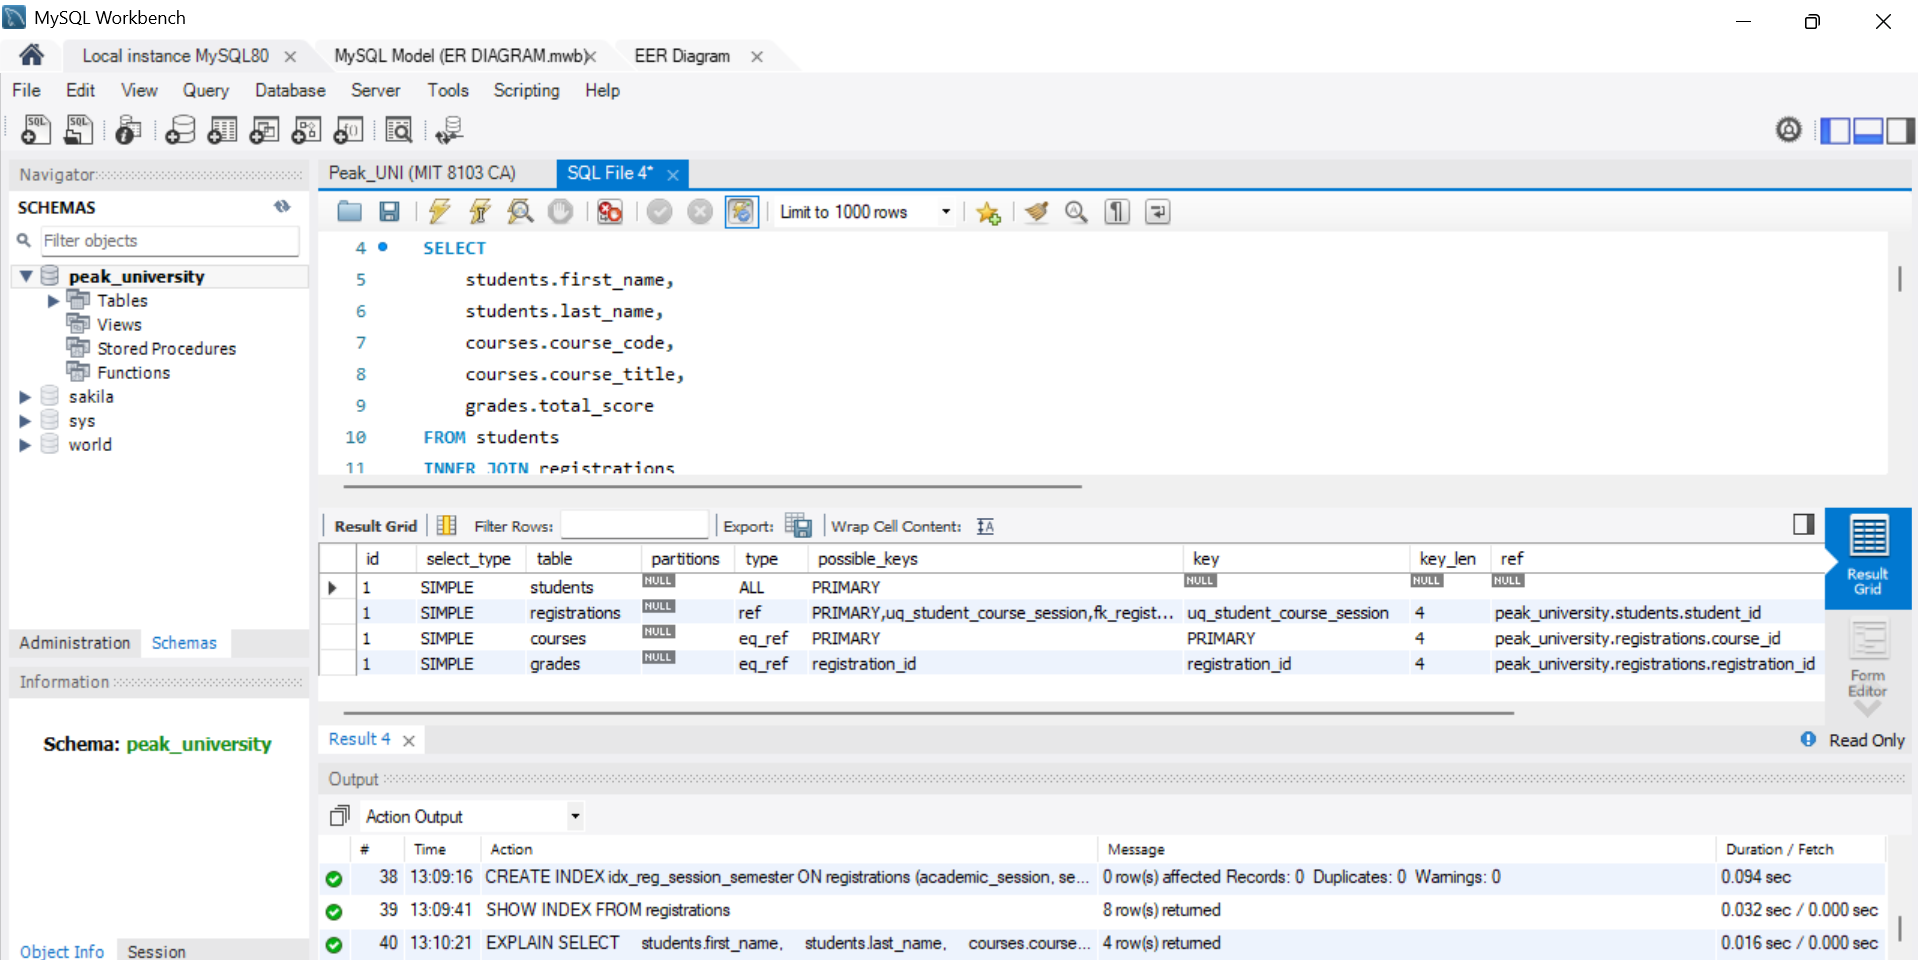 MySQL Workbench
Local instance MySQL80 MySQL Model (ER DIAGRAM.mwb) EER Diagram
File Edit View Query Database Server Tools Scripting Help
Navigator
SCHEMAS
Filter objects
peak_university
Tables
Views
Stored Procedures
Functions
sakila
sys
world
Administration Schemas
Information
Schema: peak_university
Object Info Session
Peak_UNI (MIT 8103 CA) SQL File 4*
Limit to 1000 rows
4 SELECT
5 students.first_name,
6 students.last_name,
7 courses.course_code,
8 courses.course_title,
9 grades.total_score
10 FROM students
11 INNER JOIN registrations
Result Grid Filter Rows: Export: Wrap Cell Content:
id select_type table partitions type possible_keys key key_len ref
1 SIMPLE students NULL ALL PRIMARY NULL NULL NULL
1 SIMPLE registrations NULL ref PRIMARY,uq_student_course_session,fk_regist... uq_student_course_session 4 peak_university.students.student_id
1 SIMPLE courses NULL eq_ref PRIMARY PRIMARY 4 peak_university.registrations.course_id
1 SIMPLE grades NULL eq_ref registration_id registration_id 4 peak_university.registrations.registration_id
Result
Grid
Form
Editor
Result 4
Read Only
Output
Action Output
# Time Action Message Duration / Fetch
38 13:09:16 CREATE INDEX idx_reg_session_semester ON registrations (academic_session, se... 0 row(s) affected Records: 0 Duplicates: 0 Warnings: 0 0.094 sec
39 13:09:41 SHOW INDEX FROM registrations 8 row(s) returned 0.032 sec / 0.000 sec
40 13:10:21 EXPLAIN SELECT students.first_name, students.last_name, courses.course... 4 row(s) returned 0.016 sec / 0.000 sec